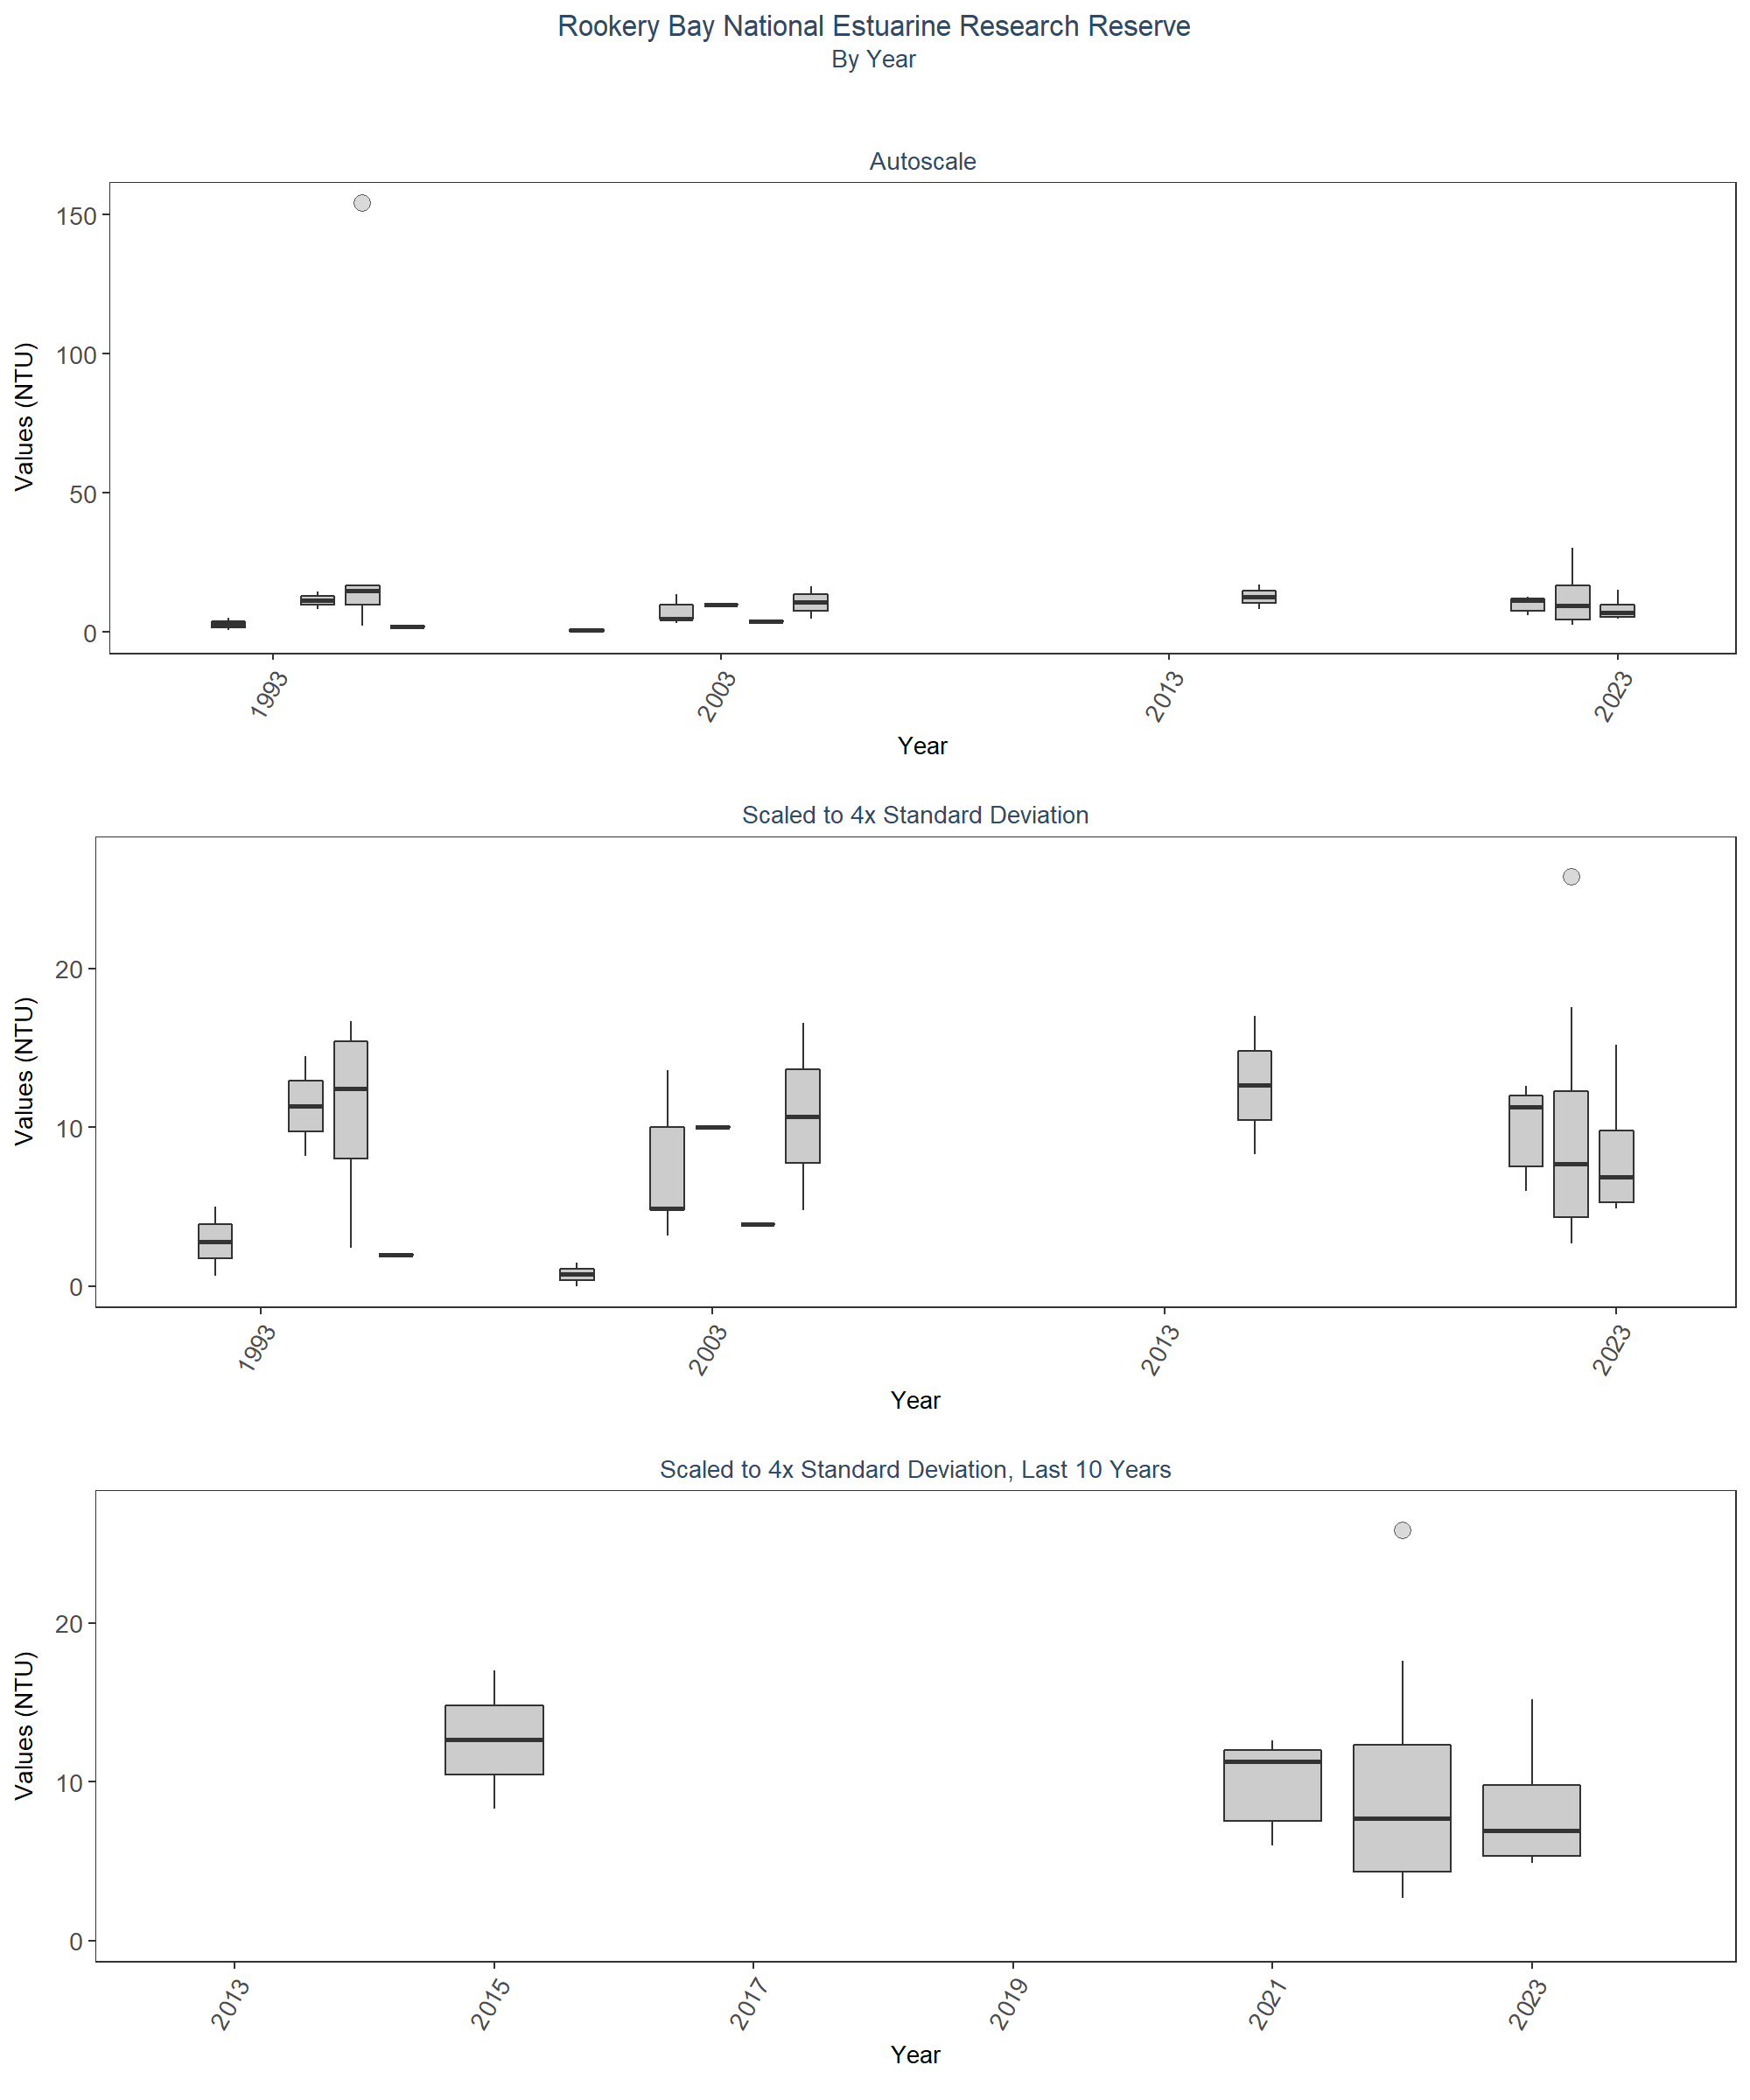 Rookery Bay National Estuarine Research Reserve
By Year
Autoscale
Values (NTU)
150
100
50
0
1993
2003
2013
2023
Year
Scaled to 4x Standard Deviation
Values (NTU)
20
10
0
1993
2003
2013
2023
Year
Scaled to 4x Standard Deviation, Last 10 Years
Values (NTU)
20
10
0
2013
2015
2017
2019
2021
2023
Year